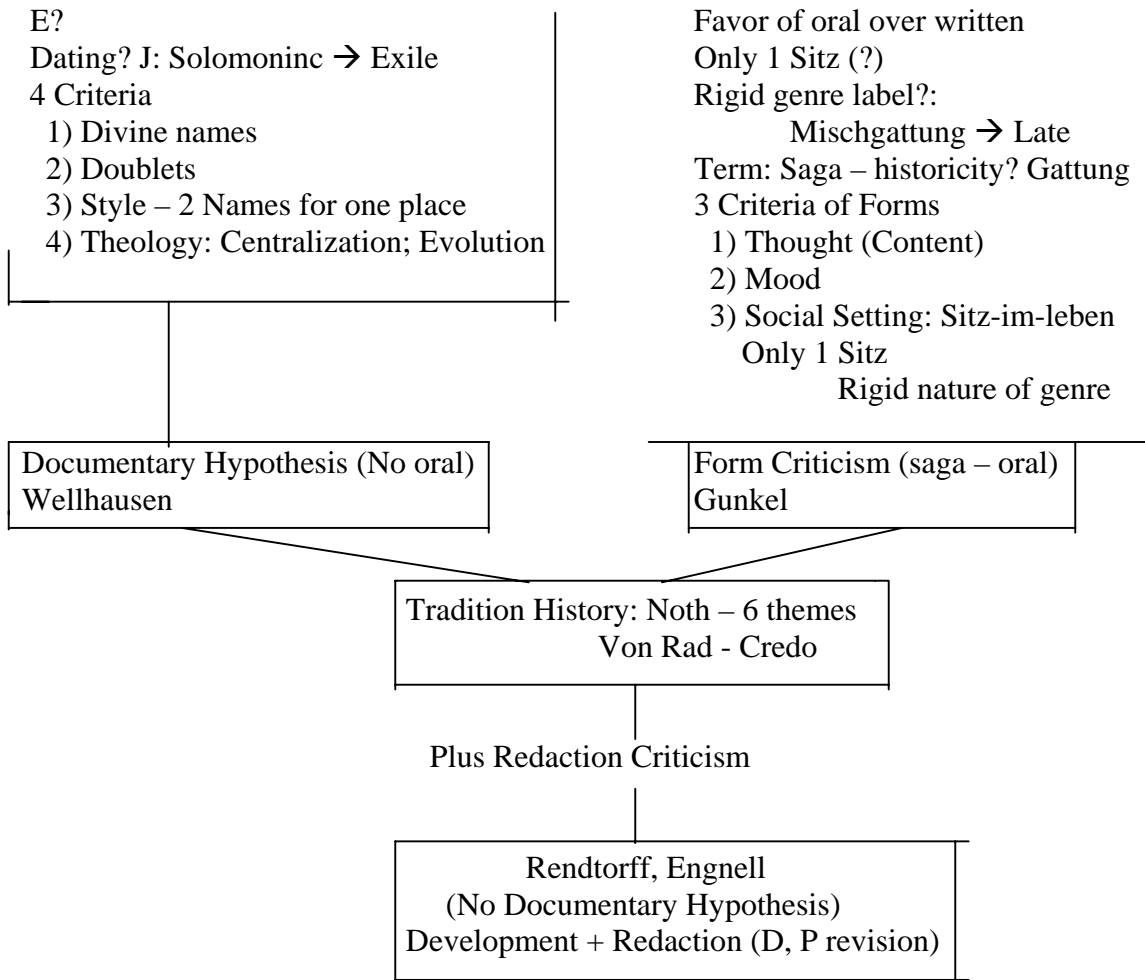 E?
Dating? J: Solomoninc → Exile
4 Criteria
1) Divine names
2) Doublets
3) Style – 2 Names for one place
4) Theology: Centralization; Evolution
Favor of oral over written
Only 1 Sitz (?)
Rigid genre label?:
Mischgattung → Late
Term: Saga – historicity? Gattung
3 Criteria of Forms
1) Thought (Content)
2) Mood
3) Social Setting: Sitz-im-leben
Only 1 Sitz
Rigid nature of genre
Documentary Hypothesis (No oral)
Wellhausen
Form Criticism (saga – oral)
Gunkel
Tradition History: Noth – 6 themes
Von Rad - Credo
Plus Redaction Criticism
Rendtorff, Engnell
(No Documentary Hypothesis)
Development + Redaction (D, P revision)